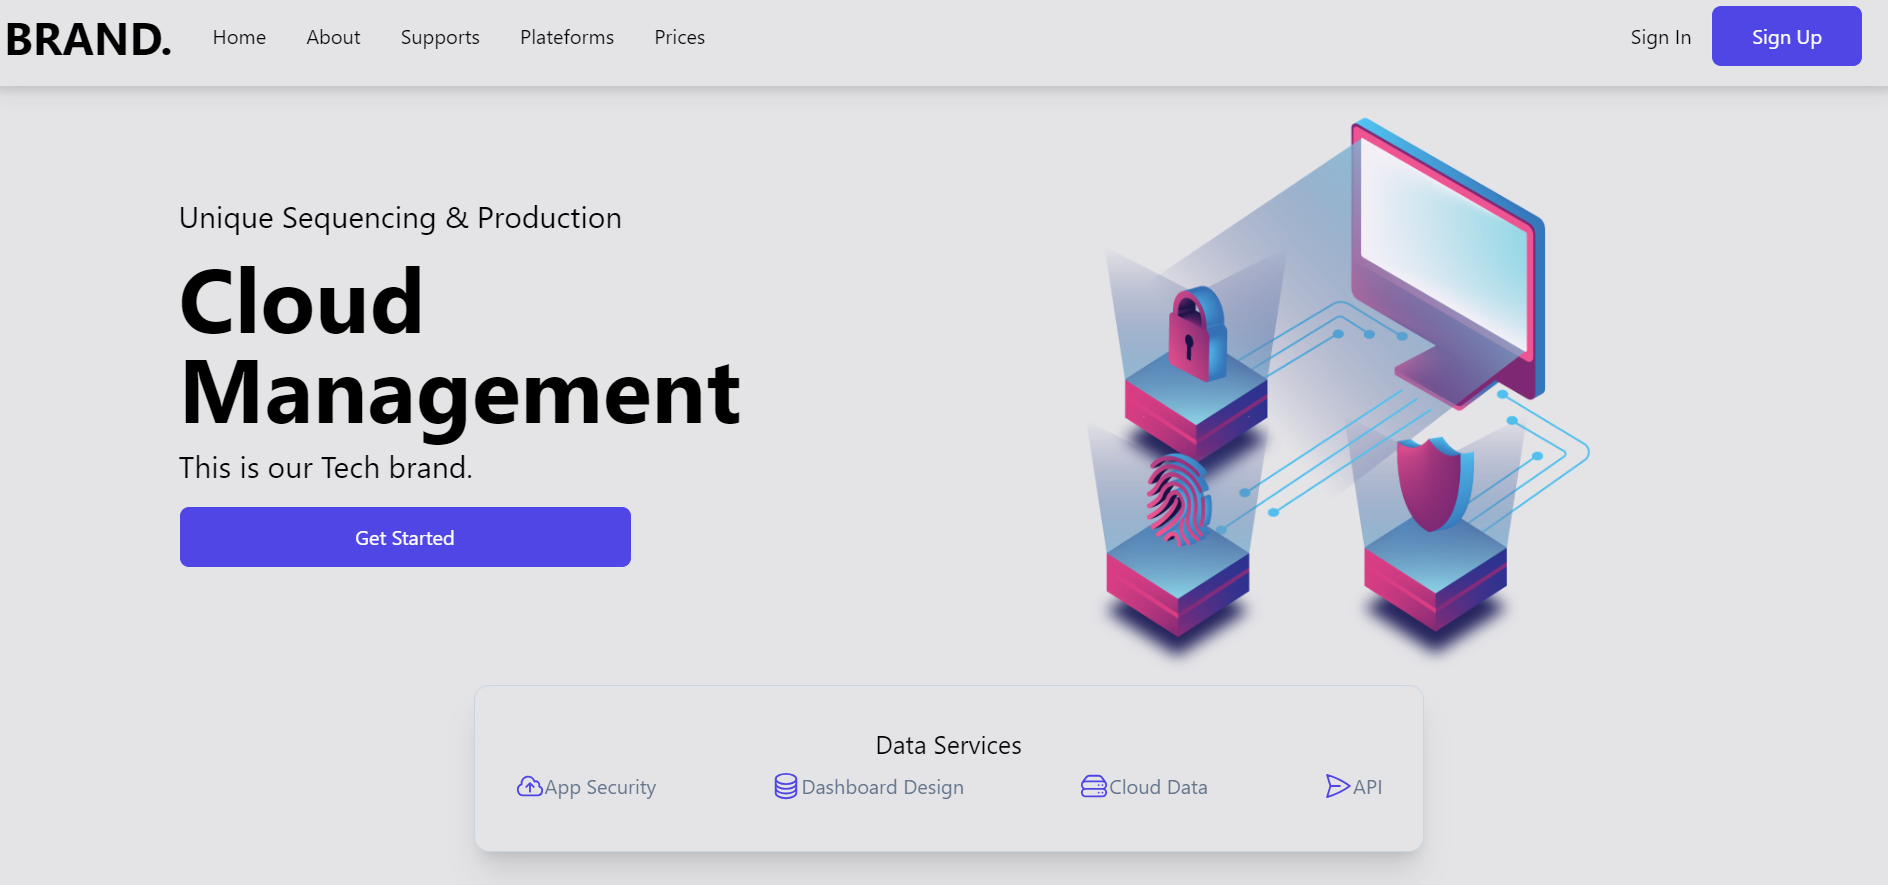 BRAND.
Home
About
Supports
Plateforms
Prices
Sign In
Sign Up
Unique Sequencing & Production
Cloud
Management
This is our Tech brand.
Get Started
Data Services
App Security
Dashboard Design
Cloud Data
API